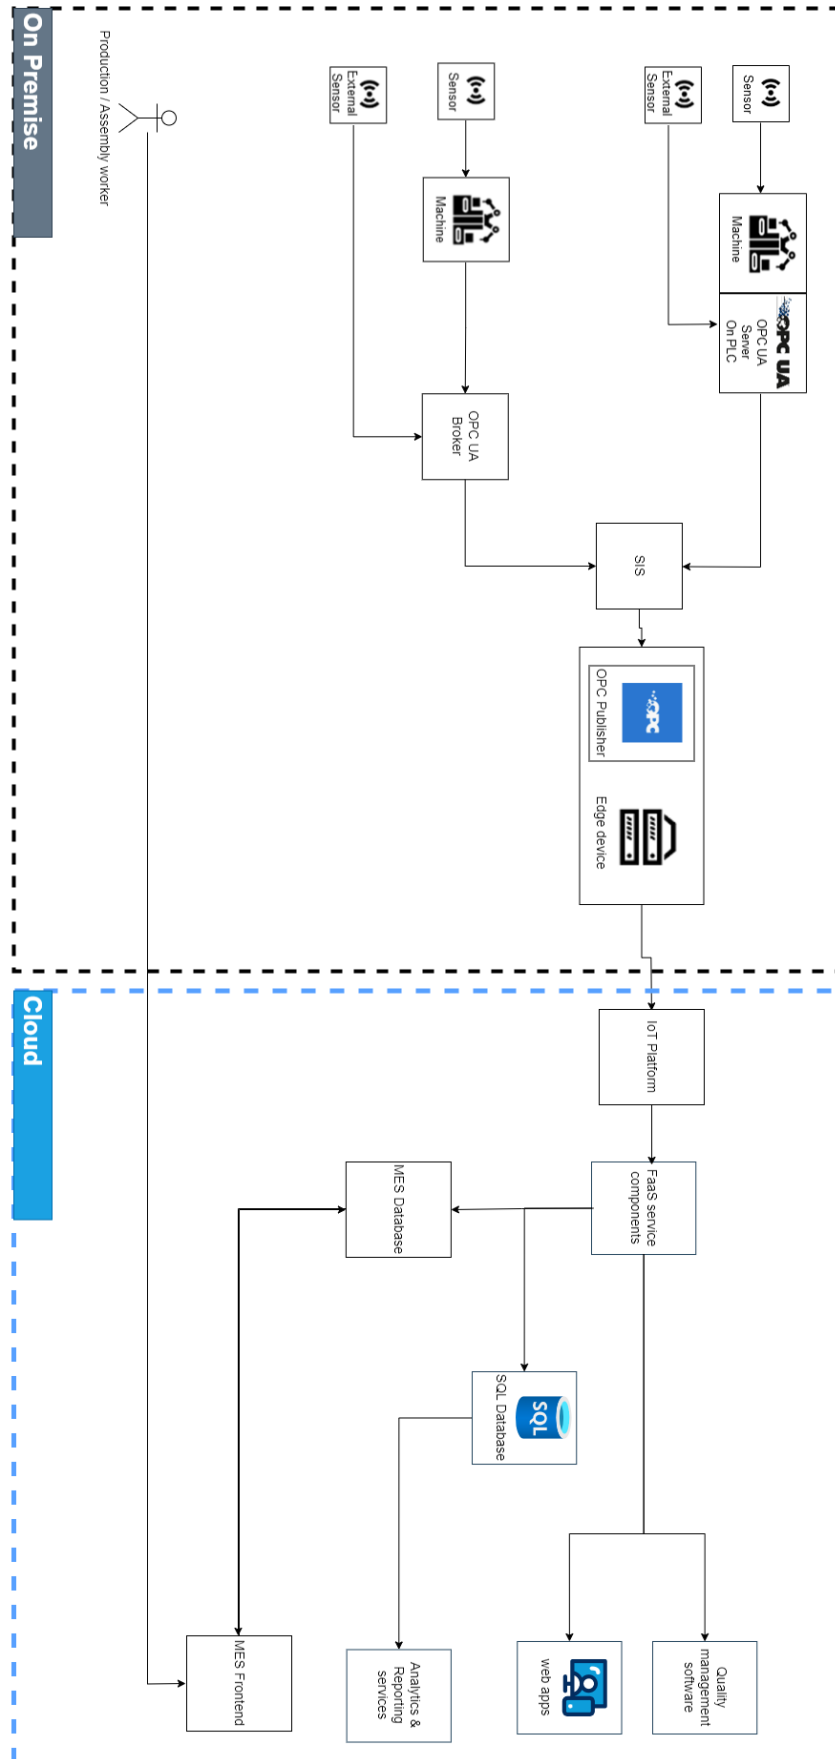 On Premise
Sensor
Machine
OPC UA
OPC UA
Server
On PLC
External
Sensor
Sensor
Machine
External
Sensor
OPC UA
Broker
SIS
OPC
OPC Publisher
Edge device
Production / Assembly worker
Cloud
IoT Platform
FaaS service
components
MES Database
SQL
SQL Database
Quality
management
software
web apps
Analytics &
Reporting
services
MES Frontend